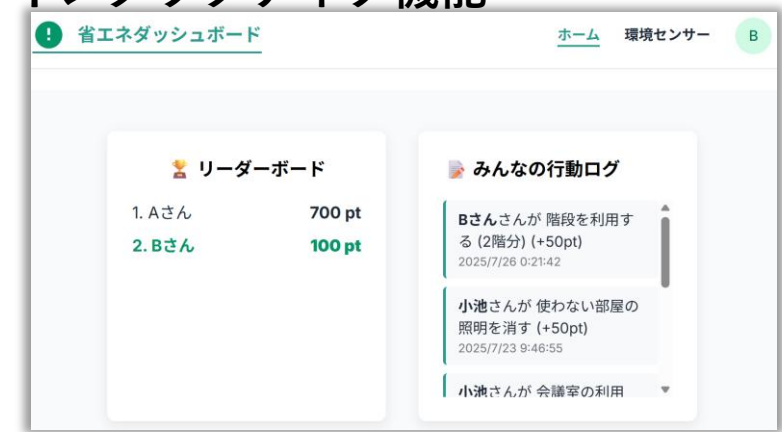 省エネダッシュボード
ホーム 環境センサー B
🏆 リーダーボード
1. Aさん 700 pt
2. Bさん 100 pt
📝 みんなの行動ログ
Bさんさんが 階段を利用す
る (2階分) (+50pt)
2025/7/26 0:21:42
小池さんが 使わない部屋の
照明を消す (+50pt)
2025/7/23 9:46:55
小池さんが 会議室の利用